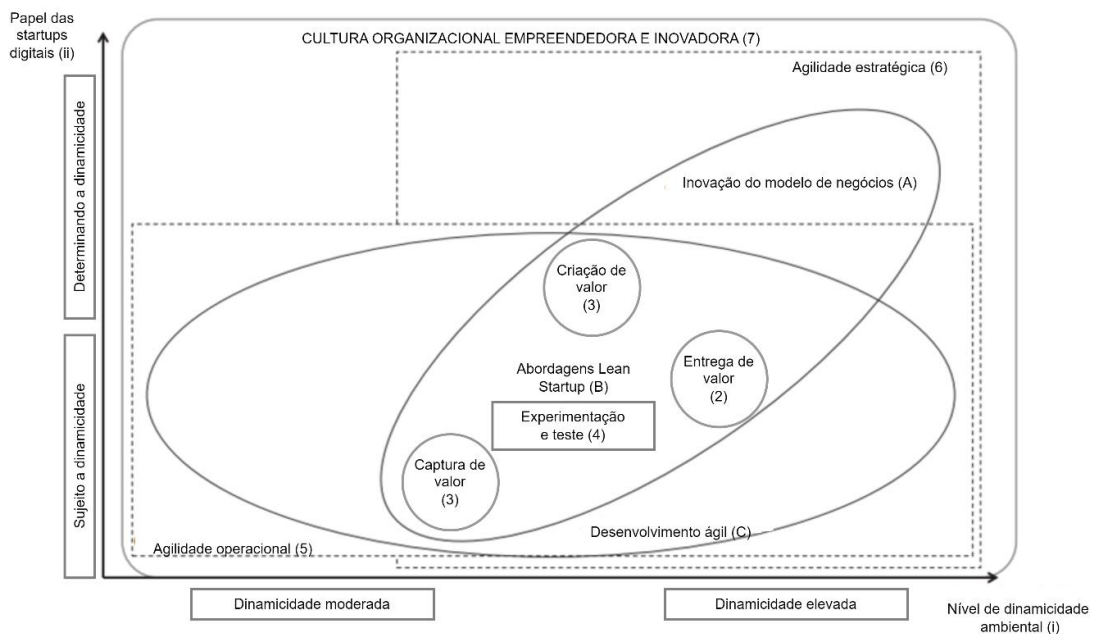 Papel das
startups
digitais (ii)
CULTURA ORGANIZACIONAL EMPREENDEDORA E INOVADORA (7)
Agilidade estratégica (6)
Determinando a dinamicidade
Inovação do modelo de negócios (A)
Criação de
valor
(3)
Entrega de
valor
(2)
Abordagens Lean
Startup (B)
Experimentação
e teste (4)
Sujeito a dinamicidade
Captura de
valor
(3)
Desenvolvimento ágil (C)
Agilidade operacional (5)
Dinamicidade moderada
Dinamicidade elevada
Nível de dinamicidade
ambiental (i)